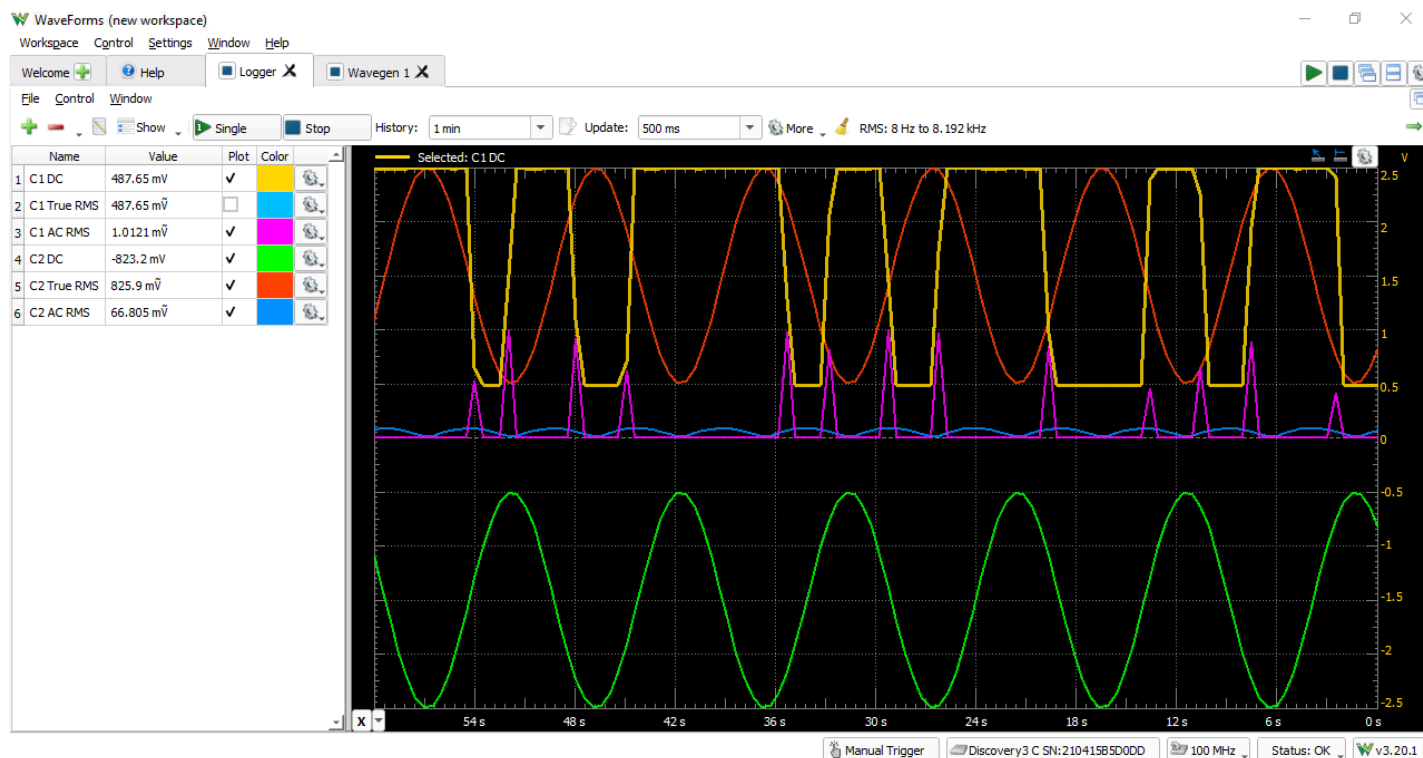 WaveForms (new workspace)
Workspace Control Settings Window Help
Welcome Help Logger X Wavegen 1 X
File Control Window
Show Single Stop History: 1 min Update: 500 ms More RMS: 8 Hz to 8.192 kHz
Name Value Plot Color
1 C1 DC 487.65 mV
2 C1 True RMS 487.65 mṼ
3 C1 AC RMS 1.0121 mṼ
4 C2 DC -823.2 mV
5 C2 True RMS 825.9 mṼ
6 C2 AC RMS 66.805 mṼ
Selected: C1 DC V
2.5
2
1.5
1
0.5
0
-0.5
-1
-1.5
-2
-2.5
X 54 s 48 s 42 s 36 s 30 s 24 s 18 s 12 s 6 s 0 s
Manual Trigger Discovery3 C SN:210415B5D0DD 100 MHz Status: OK v3.20.1